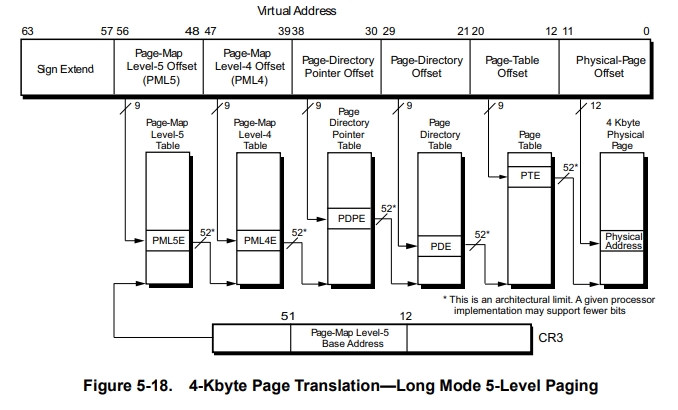 Virtual Address
63 57 56 48 47 39 38 30 29 21 20 12 11 0
Sign Extend
Page-Map
Level-5 Offset
(PML5)
Page-Map
Level-4 Offset
(PML4)
Page-Directory
Pointer Offset
Page-Directory
Offset
Page-Table
Offset
Physical-Page
Offset
9 9 9 9 9 12
Page-Map
Level-5
Table
Page-Map
Level-4
Table
Page
Directory
Pointer
Table
Page
Directory
Table
Page
Table
4 Kbyte
Physical
Page
PML5E
52*
PML4E
52*
PDPE
52*
PDE
52*
PTE
52*
Physical
Address
* This is an architectural limit. A given processor
implementation may support fewer bits
51 12
Page-Map Level-5
Base Address
CR3
Figure 5-18. 4-Kbyte Page Translation—Long Mode 5-Level Paging